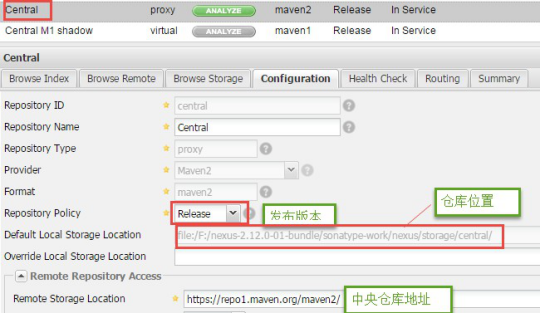 Central proxy ANALYZE maven2 Release In Service
Central M1 shadow virtual ANALYZE maven1 Release In Service
Central
Browse Index Browse Remote Browse Storage Configuration Health Check Routing Summary
Repository ID central
Repository Name Central
Repository Type proxy
Provider Maven2
Format maven2
仓库位置
Repository Policy Release 发布版本
Default Local Storage Location file:/F:/nexus-2.12.0-01-bundle/sonatype-work/nexus/storage/central/
Override Local Storage Location
Remote Repository Access
Remote Storage Location https://repo1.maven.org/maven2/ 中央仓库地址